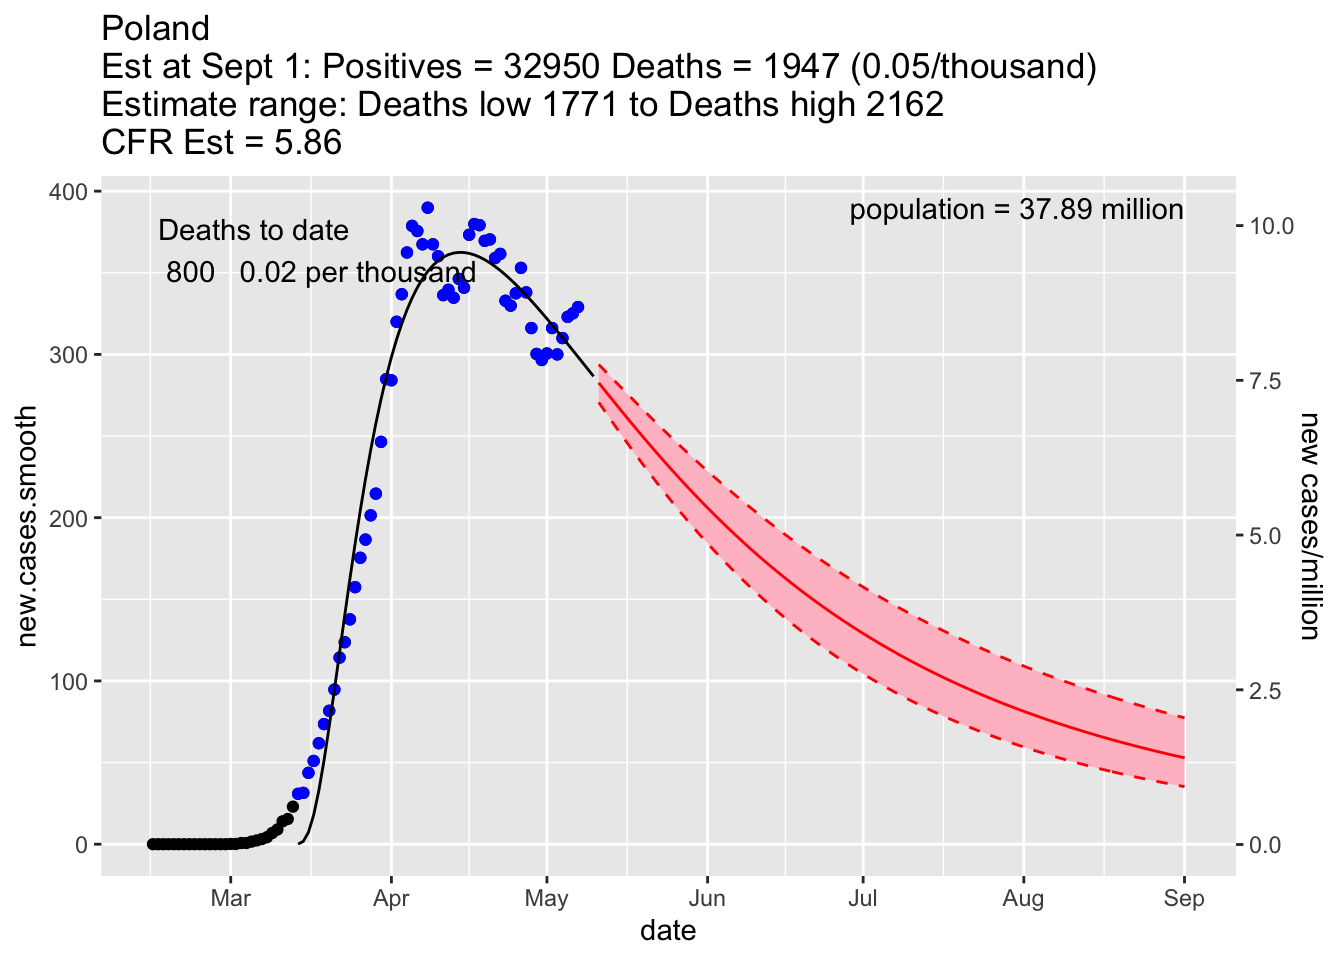 Poland
Est at Sept 1: Positives = 32950 Deaths = 1947 (0.05/thousand)
Estimate range: Deaths low 1771 to Deaths high 2162
CFR Est = 5.86
400
300
200
100
0
new.cases.smooth
Deaths to date
800 0.02 per thousand
population = 37.89 million
10.0
7.5
5.0
2.5
0.0
new cases/million
Mar Apr May Jun Jul Aug Sep
date